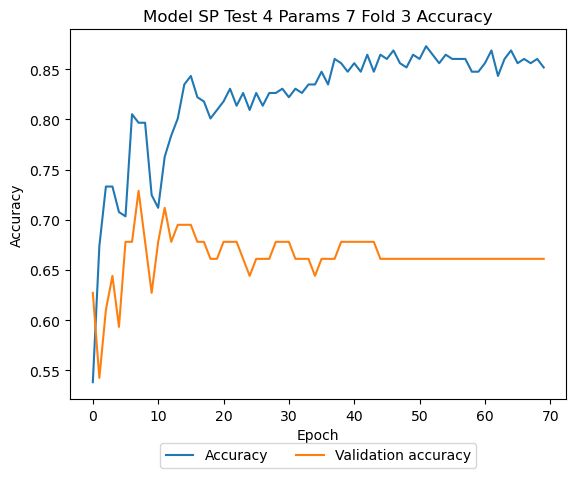 Model SP Test 4 Params 7 Fold 3 Accuracy
0.85
0.80
0.75
0.70
0.65
0.60
0.55
Accuracy
0 10 20 30 40 50 60 70
Epoch
Accuracy Validation accuracy